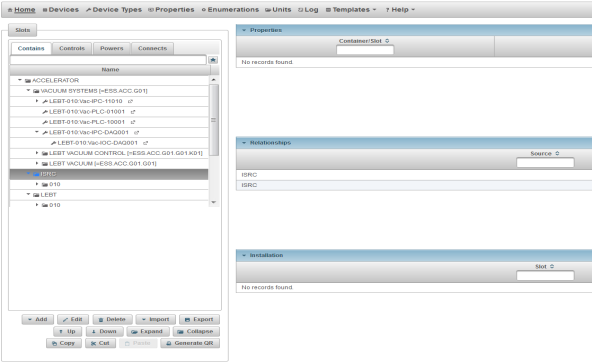 Home Devices Device Types Properties Enumerations Units Log Templates ? Help
Slots
Contains Controls Powers Connects
Name
ACCELERATOR
VACUUM SYSTEMS [=ESS.ACC.G01]
LEBT-010:Vac-IPC-11010
LEBT-010:Vac-PLC-01001
LEBT-010:Vac-PLC-10001
LEBT-010:Vac-IPC-DAQ001
LEBT-010:Vac-IOC-DAQ001
LEBT VACUUM CONTROL [=ESS.ACC.G01.G01.K01]
LEBT VACUUM [=ESS.ACC.G01.G01]
ISRC
010
LEBT
010
Add Edit Delete Import Export
Up Down Expand Collapse
Copy Cut Paste Generate QR
Properties
Container/Slot
No records found.
Relationships
Source
ISRC
ISRC
Installation
Slot
No records found.